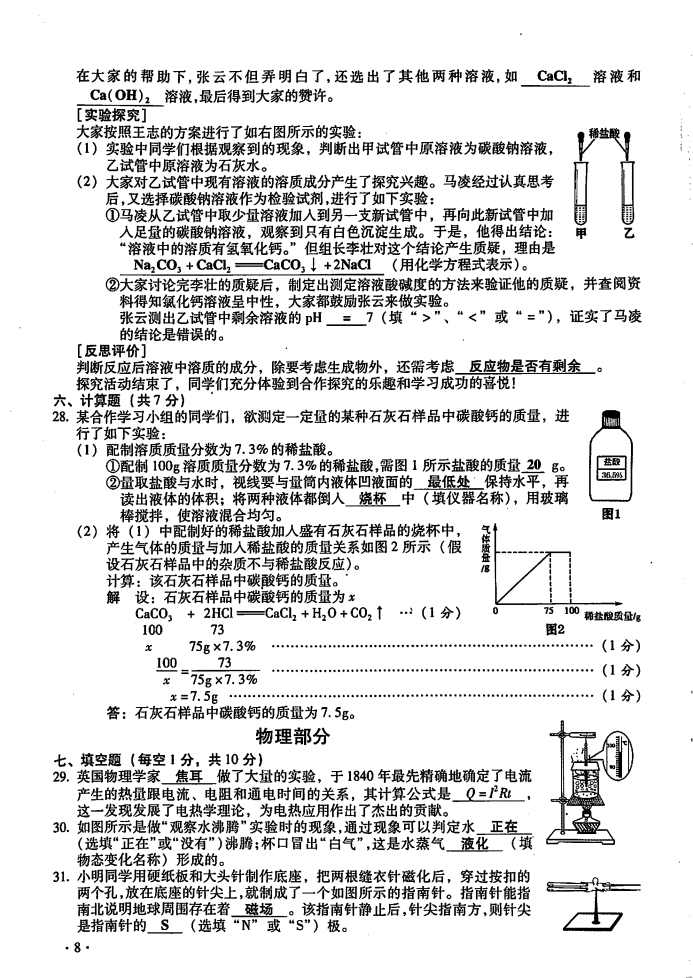 在大家的帮助下,张云不但弄明白了,还选出了其他两种溶液,如 CaCl₂ 溶液和
Ca(OH)₂ 溶液,最后得到大家的赞许。
[实验探究]
大家按照王志的方案进行了如右图所示的实验:
(1) 实验中同学们根据观察到的现象，判断出甲试管中原溶液为碳酸钠溶液，
乙试管中原溶液为石灰水。
(2) 大家对乙试管中现有溶液的溶质成分产生了探究兴趣。马凌经过认真思考
后,又选择碳酸钠溶液作为检验试剂,进行了如下实验:
①马凌从乙试管中取少量溶液加入到另一支新试管中，再向此新试管中加
入足量的碳酸钠溶液，观察到只有白色沉淀生成。于是，他得出结论:
“溶液中的溶质有氢氧化钙。”但组长李壮对这个结论产生质疑，理由是
Na₂CO₃ + CaCl₂ ══ CaCO₃↓ + 2NaCl (用化学方程式表示)。
②大家讨论完李壮的质疑后，制定出测定溶液酸碱度的方法来验证他的质疑，并查阅资
料得知氯化钙溶液呈中性，大家都鼓励张云来做实验。
张云测出乙试管中剩余溶液的 pH = 7 (填“>”、“<”或“=”)，证实了马凌
的结论是错误的。
[反思评价]
判断反应后溶液中溶质的成分，除要考虑生成物外，还需考虑 反应物是否有剩余 。
探究活动结束了，同学们充分体验到合作探究的乐趣和学习成功的喜悦!
稀盐酸
甲 乙
六、计算题 (共 7 分)
28. 某合作学习小组的同学们，欲测定一定量的某种石灰石样品中碳酸钙的质量，进
行了如下实验:
(1) 配制溶质质量分数为 7.3% 的稀盐酸。
①配制 100g 溶质质量分数为 7.3% 的稀盐酸,需图 1 所示盐酸的质量 20 g。
②量取盐酸与水时，视线要与量筒内液体凹液面的 最低处 保持水平，再
读出液体的体积；将两种液体都倒入 烧杯 中 (填仪器名称)，用玻璃
棒搅拌，使溶液混合均匀。
盐酸
36.5%
图1
(2) 将 (1) 中配制好的稀盐酸加入盛有石灰石样品的烧杯中，
产生气体的质量与加入稀盐酸的质量关系如图 2 所示 (假
设石灰石样品中的杂质不与稀盐酸反应)。
计算：该石灰石样品中碳酸钙的质量。
气体质量/g
0 75 100 稀盐酸质量/g
图2
解 设：石灰石样品中碳酸钙的质量为 x
CaCO₃ + 2HCl ══ CaCl₂ + H₂O + CO₂↑ … (1 分)
100 73
x 75g×7.3% …………………………………… (1 分)
100/x = 73/(75g×7.3%) …………………………………… (1 分)
x = 7.5g …………………………………… (1 分)
答：石灰石样品中碳酸钙的质量为 7.5g。
物理部分
七、填空题 (每空 1 分，共 10 分)
29. 英国物理学家 焦耳 做了大量的实验，于 1840 年最先精确地确定了电流
产生的热量跟电流、电阻和通电时间的关系，其计算公式是 Q=I²Rt ，
这一发现发展了电热学理论，为电热应用作出了杰出的贡献。
30. 如图所示是做“观察水沸腾”实验时的现象,通过现象可以判定水 正在
(选填“正在”或“没有”)沸腾;杯口冒出“白气”,这是水蒸气 液化 (填
物态变化名称) 形成的。
31. 小明同学用硬纸板和大头针制作底座，把两根缝衣针磁化后，穿过按扣的
两个孔,放在底座的针尖上,就制成了一个如图所示的指南针。指南针能指
南北说明地球周围存在着 磁场 。该指南针静止后,针尖指南方,则针尖
是指南针的 S (选填“N”或“S”) 极。
·8·